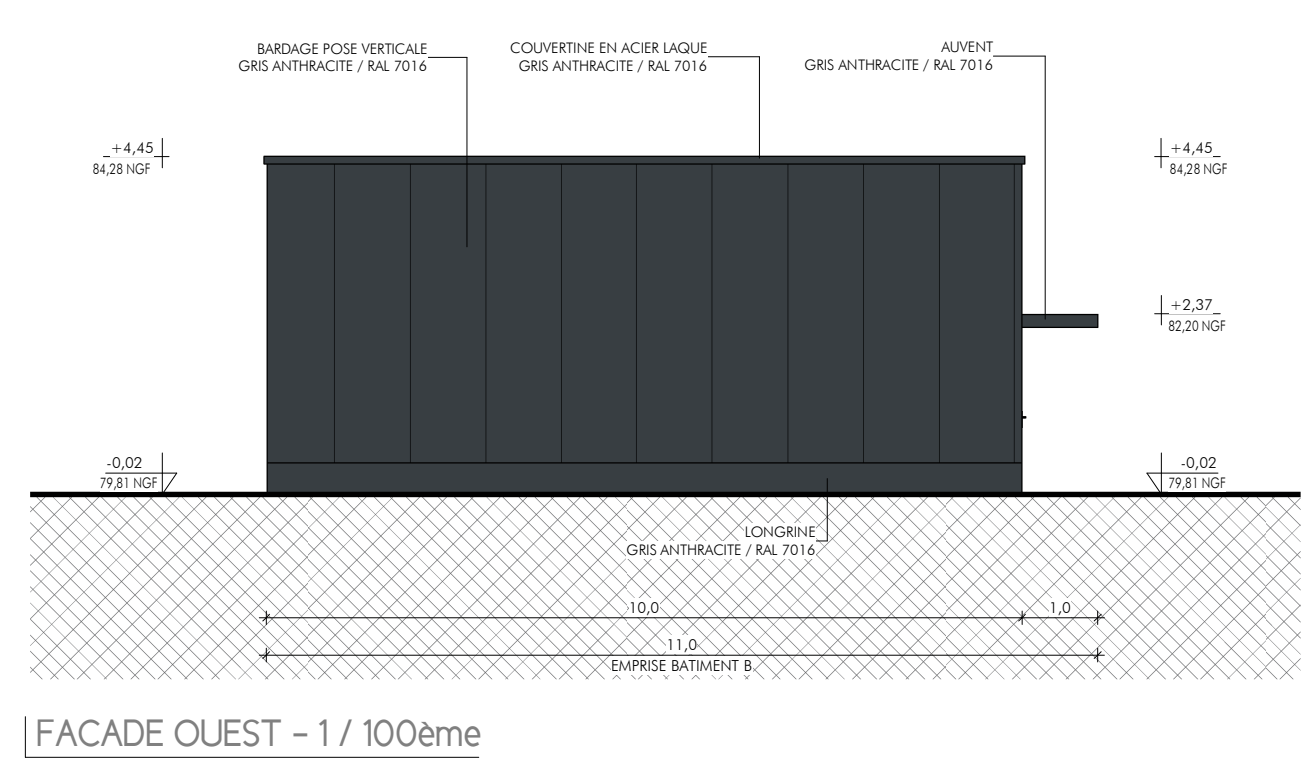 BARDAGE POSE VERTICALE
GRIS ANTHRACITE / RAL 7016
COUVERTINE EN ACIER LAQUE
GRIS ANTHRACITE / RAL 7016
AUVENT
GRIS ANTHRACITE / RAL 7016
+4,45
84,28 NGF
+4,45
84,28 NGF
+2,37
82,20 NGF
-0,02
79,81 NGF
-0,02
79,81 NGF
LONGRINE
GRIS ANTHRACITE / RAL 7016
10,0
1,0
11,0
EMPRISE BATIMENT B
FACADE OUEST - 1 / 100ème